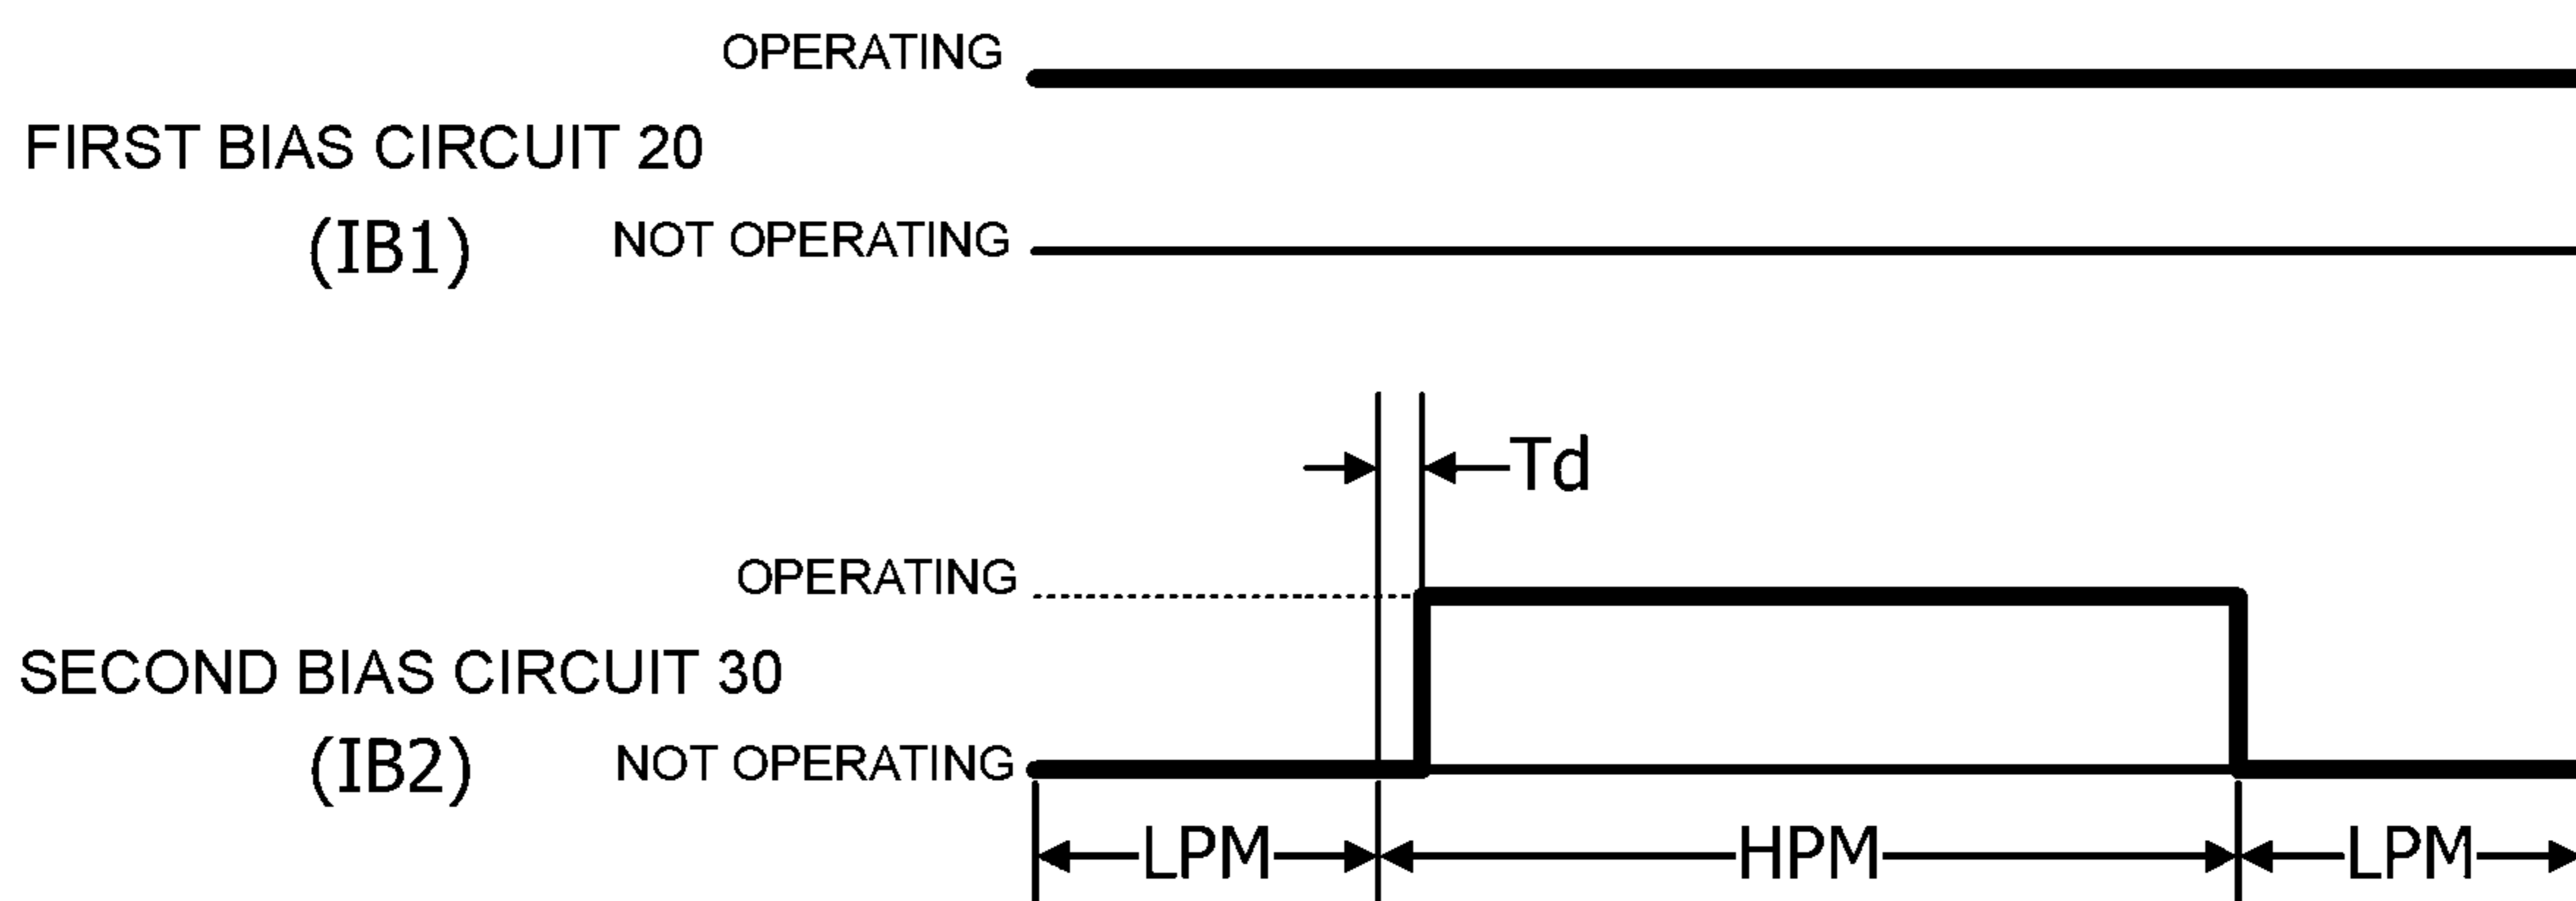 OPERATING
FIRST BIAS CIRCUIT 20
(IB1)
NOT OPERATING
Td
OPERATING
SECOND BIAS CIRCUIT 30
(IB2)
NOT OPERATING
LPM
HPM
LPM